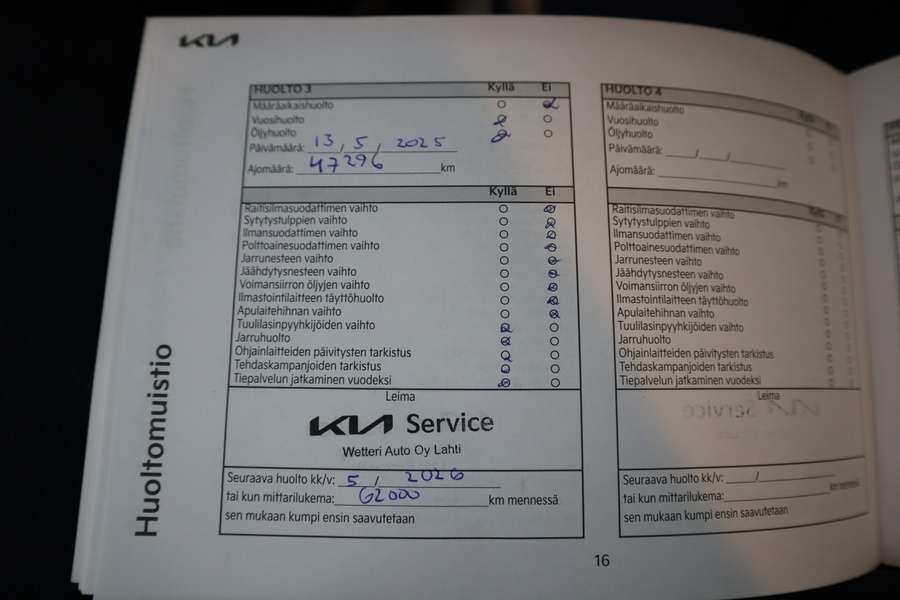 KIA
HUOLTO 3 Kyllä Ei
Määräaikaishuolto
Vuosihuolto
Öljyhuolto
Päivämäärä: 13 / 5 / 2025
Ajomäärä: 47296 km
Kyllä Ei
Raitisilmasuodattimen vaihto
Sytytystulppien vaihto
Ilmansuodattimen vaihto
Polttoainesuodattimen vaihto
Jarrunesteen vaihto
Jäähdytysnesteen vaihto
Voimansiirron öljyjen vaihto
Ilmastointilaitteen täyttöhuolto
Apulaitehihnan vaihto
Tuulilasinpyyhkijöiden vaihto
Jarruhuolto
Ohjainlaitteiden päivitysten tarkistus
Tehdaskampanjoiden tarkistus
Tiepalvelun jatkaminen vuodeksi
Leima
KIA Service
Wetteri Auto Oy Lahti
Seuraava huolto kk/v: 5 / 2026
tai kun mittarilukema: 62000 km mennessä
sen mukaan kumpi ensin saavutetaan
Huoltomuistio
16
HUOLTO 4 Kyllä Ei
Määräaikaishuolto
Vuosihuolto
Öljyhuolto
Päivämäärä: / /
Ajomäärä: km
Kyllä
Raitisilmasuodattimen vaihto
Sytytystulppien vaihto
Ilmansuodattimen vaihto
Polttoainesuodattimen vaihto
Jarrunesteen vaihto
Jäähdytysnesteen vaihto
Voimansiirron öljyjen vaihto
Ilmastointilaitteen täyttöhuolto
Apulaitehihnan vaihto
Tuulilasinpyyhkijöiden vaihto
Jarruhuolto
Ohjainlaitteiden päivitysten tarkistus
Tehdaskampanjoiden tarkistus
Tiepalvelun jatkaminen vuodeksi
Leima
Seuraava huolto kk/v: /
tai kun mittarilukema: km mennessä
sen mukaan kumpi ensin saavutetaan